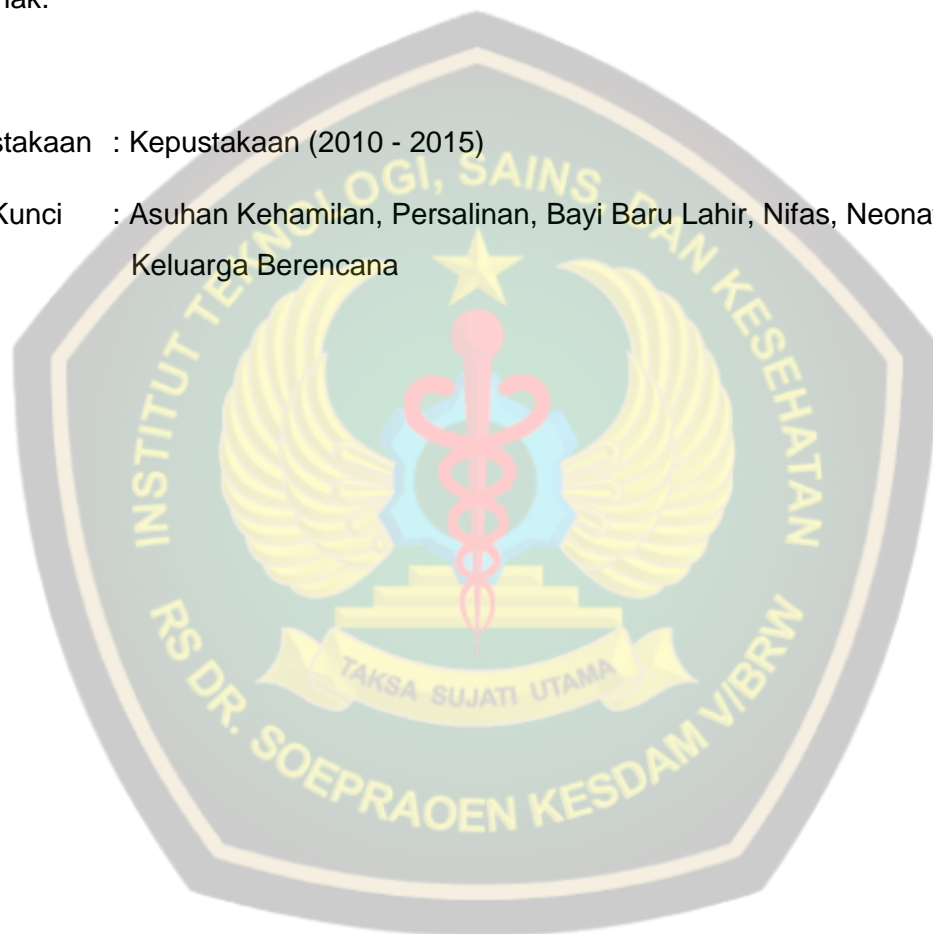 nak.
stakaan : Kepustakaan (2010 - 2015)
Kunci : Asuhan Kehamilan, Persalinan, Bayi Baru Lahir, Nifas, Neona
Keluarga Berencana
INSTITUT TEKNOLOGI, SAINS, DAN KESEHATAN
TAKSA SUJATI UTAMA
RS DR. SOEPRAOEN KESDAM V/BRW